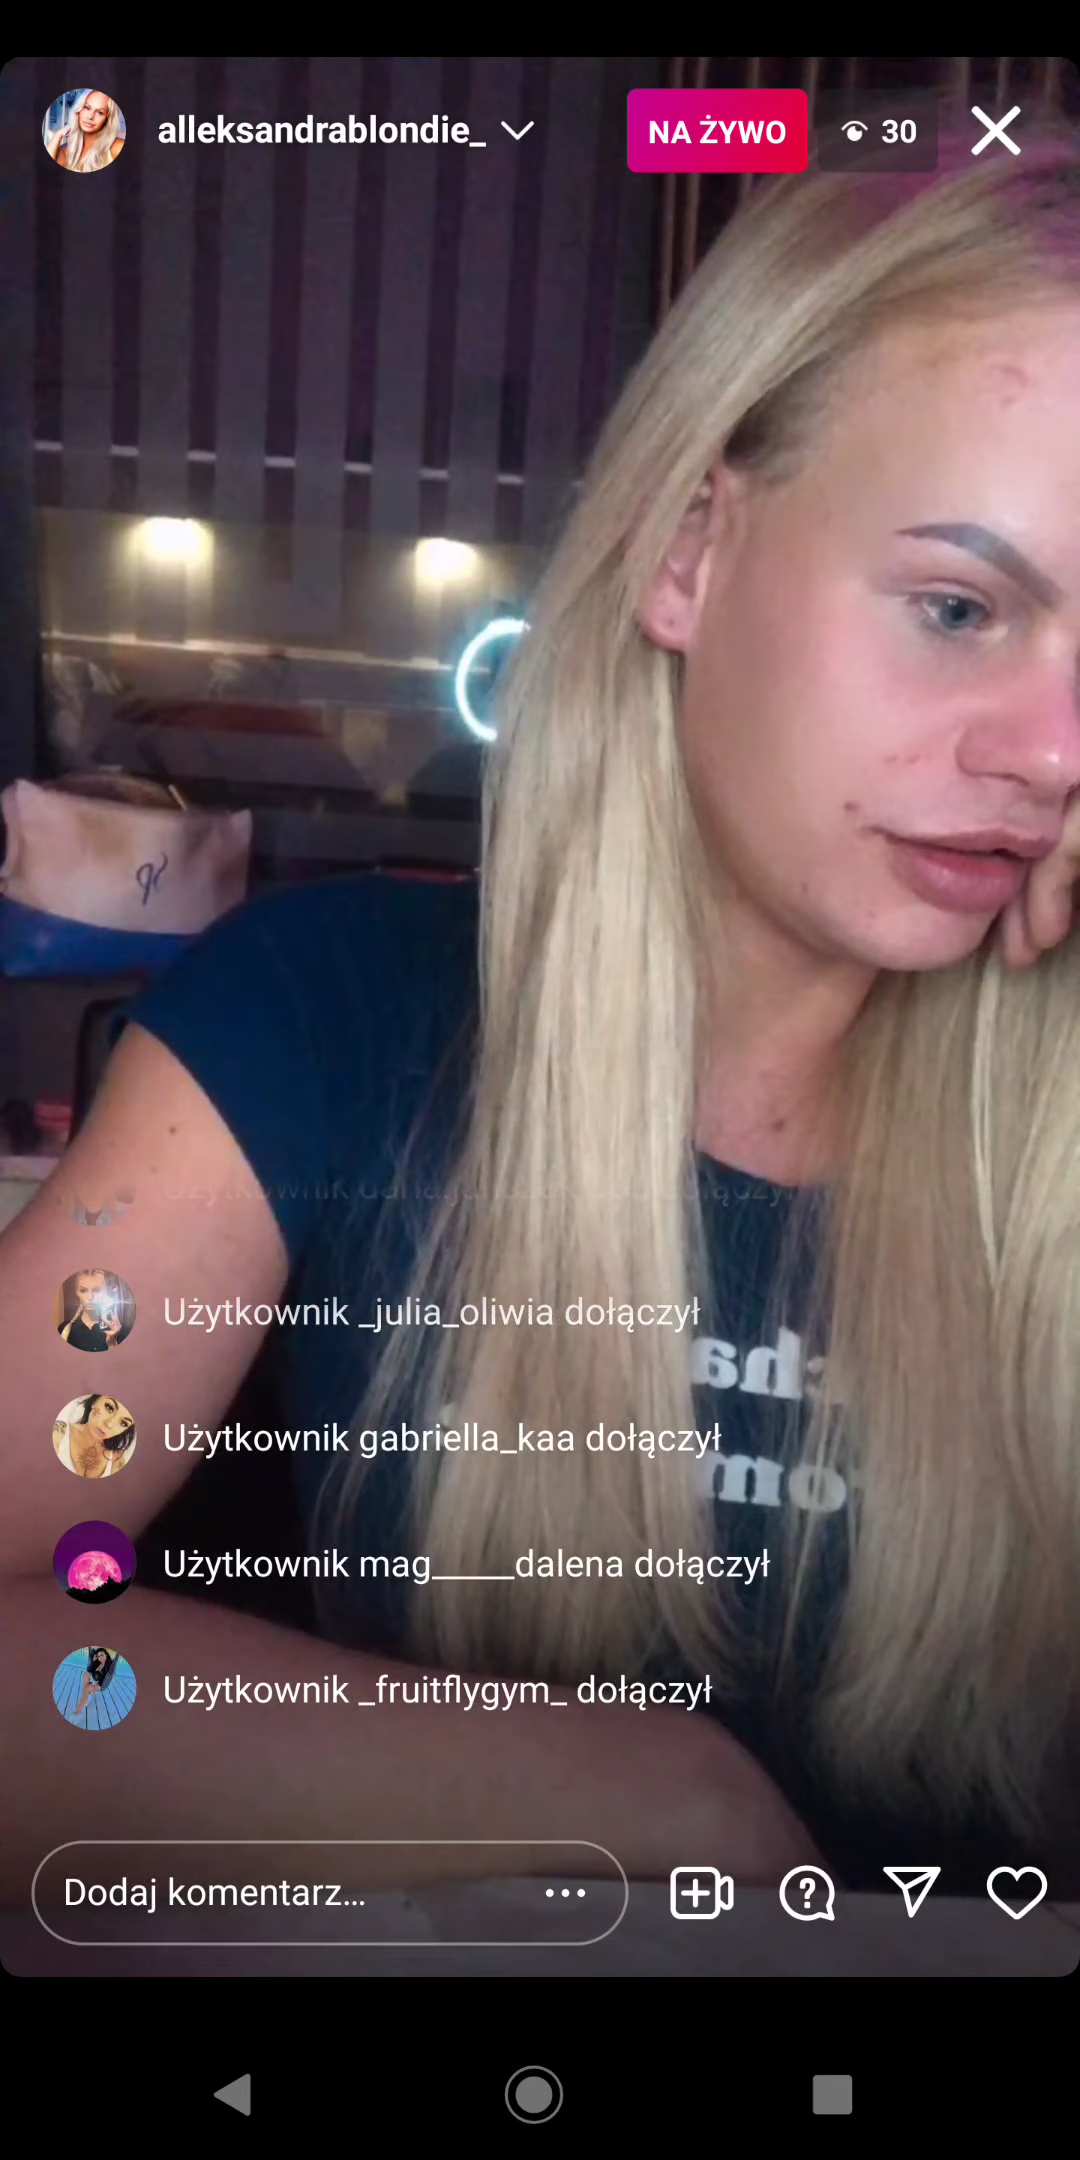 alleksandrablondie_
NA ŻYWO
30
Użytkownik _julia_oliwia dołączył
Użytkownik gabriella_kaa dołączył
Użytkownik mag_____dalena dołączył
Użytkownik _fruitflygym_ dołączył
Dodaj komentarz...